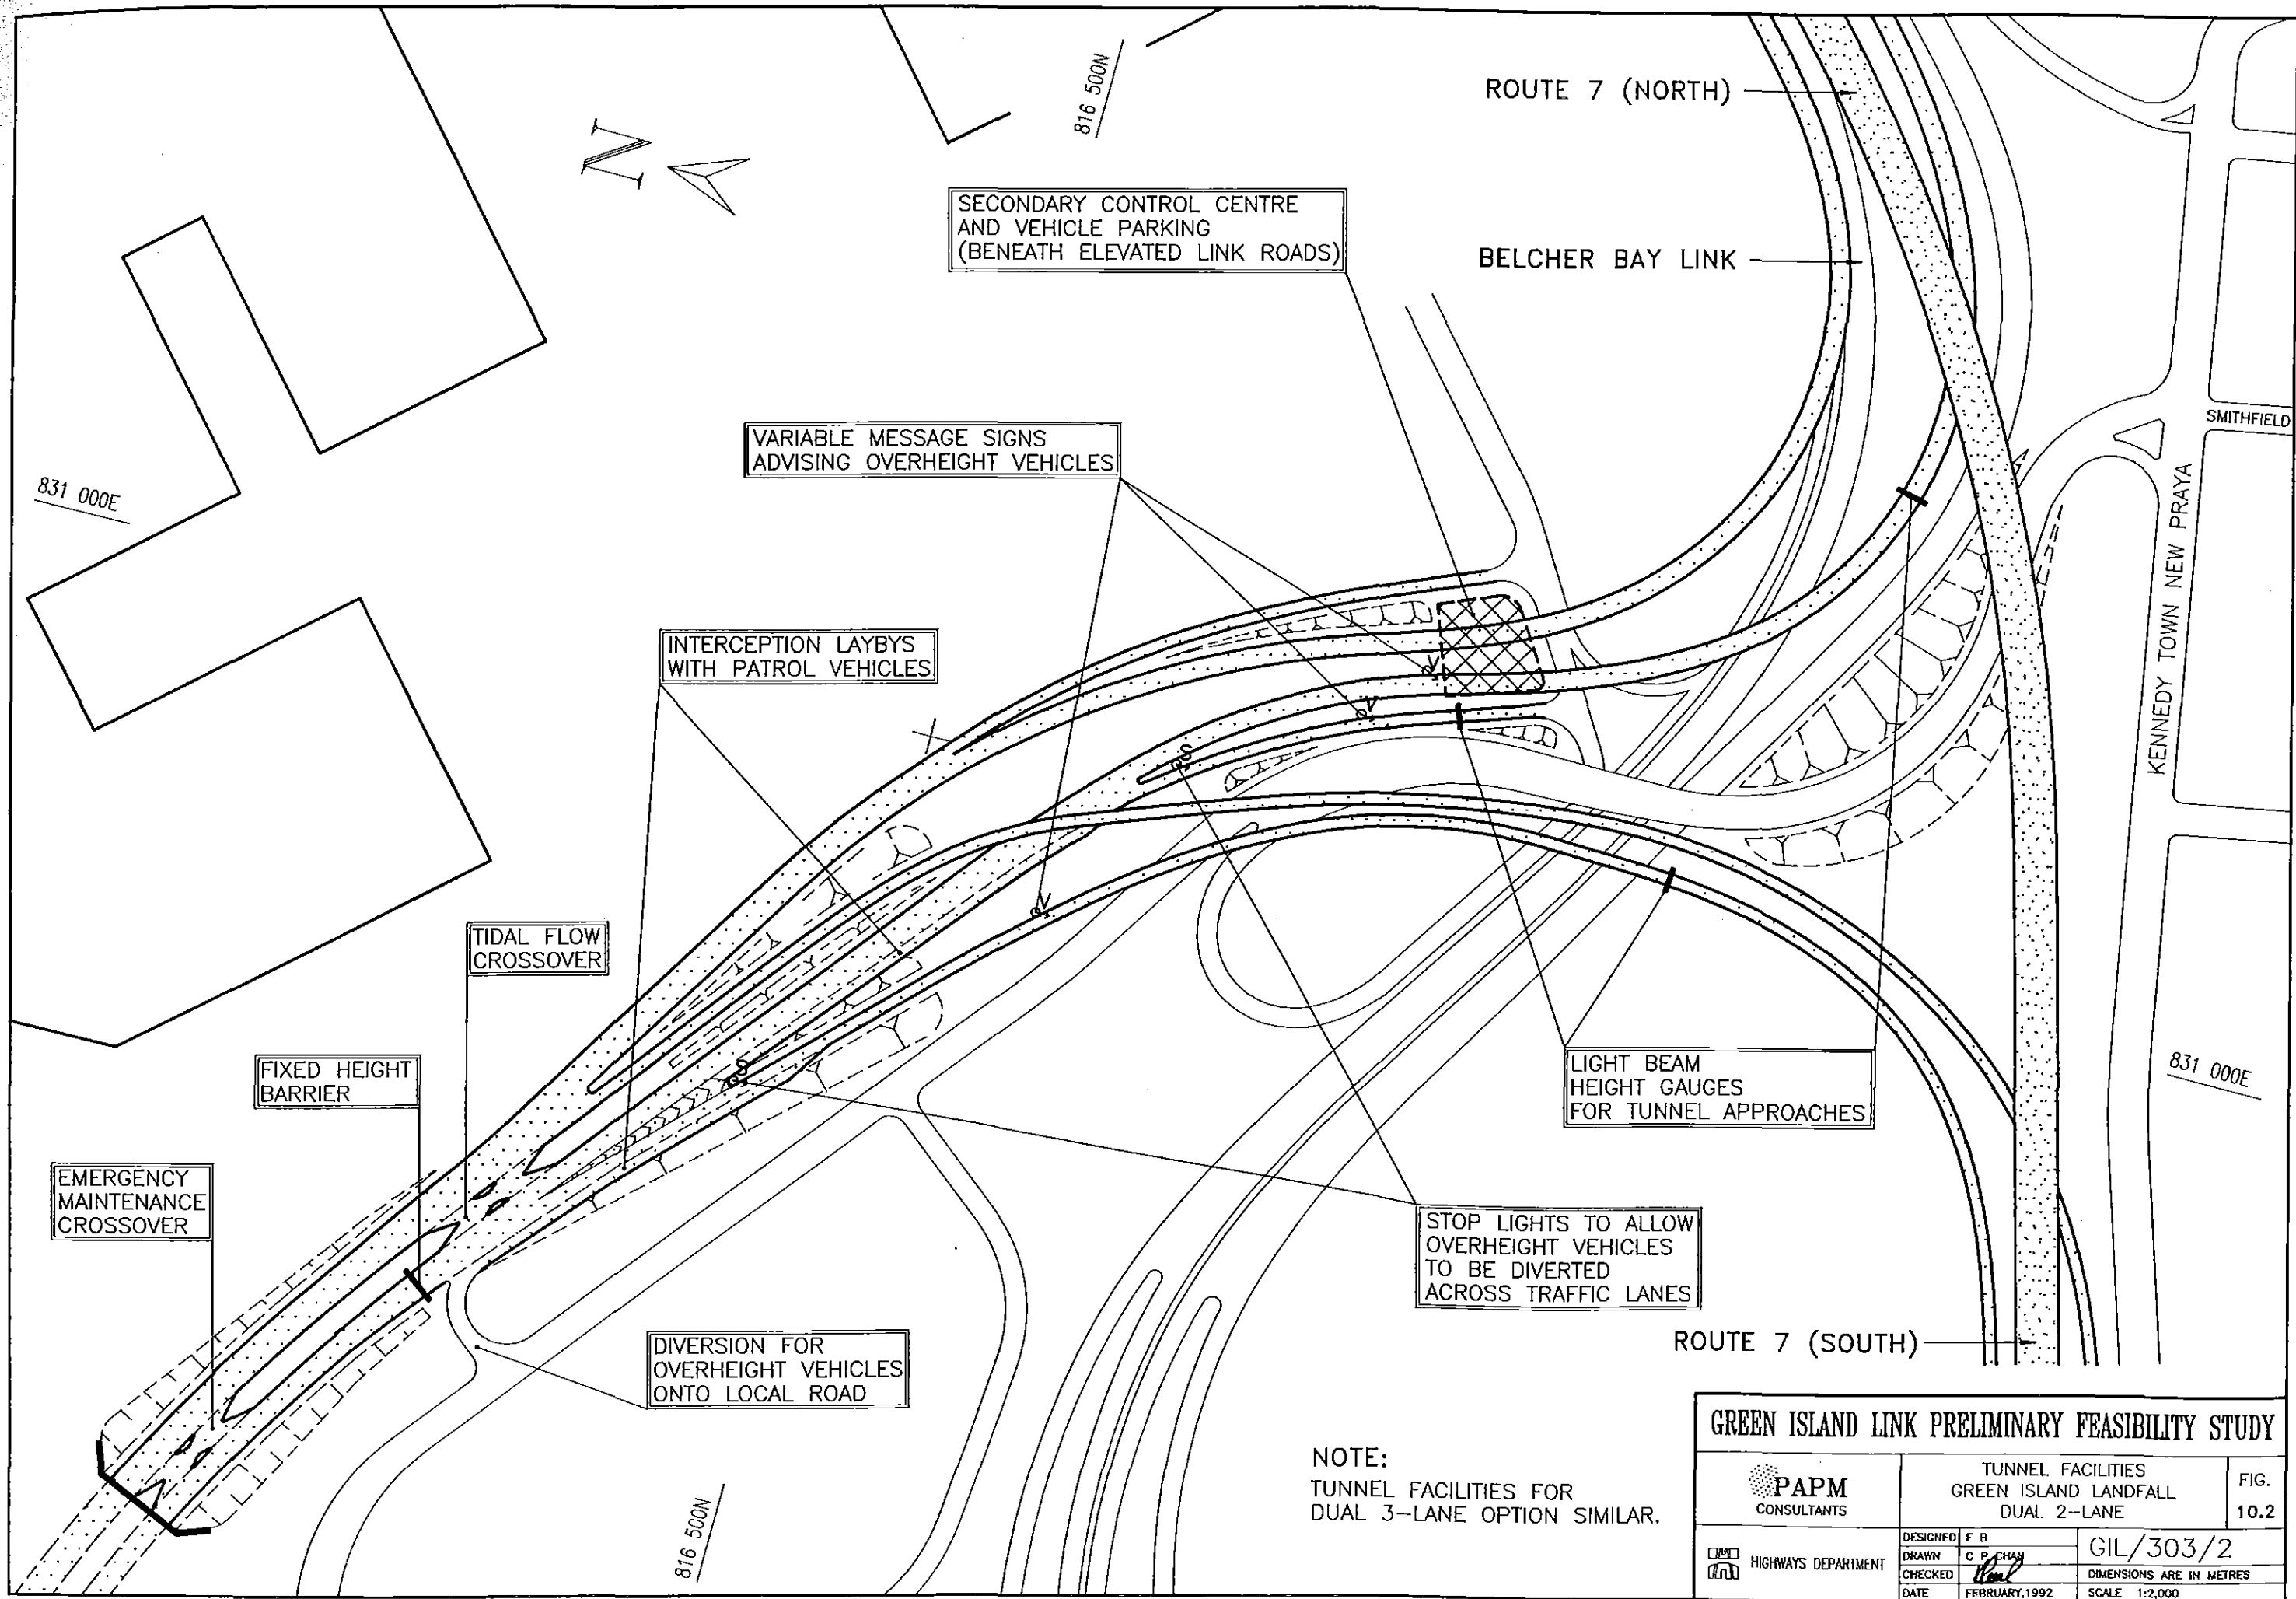 816 500N
ROUTE 7 (NORTH)
N
SECONDARY CONTROL CENTRE
AND VEHICLE PARKING
(BENEATH ELEVATED LINK ROADS)
BELCHER BAY LINK
SMITHFIELD
VARIABLE MESSAGE SIGNS
ADVISING OVERHEIGHT VEHICLES
831 000E
KENNEDY TOWN NEW PRAYA
INTERCEPTION LAYBYS
WITH PATROL VEHICLES
V
V
S
V
TIDAL FLOW
CROSSOVER
S
FIXED HEIGHT
BARRIER
LIGHT BEAM
HEIGHT GAUGES
FOR TUNNEL APPROACHES
831 000E
EMERGENCY
MAINTENANCE
CROSSOVER
STOP LIGHTS TO ALLOW
OVERHEIGHT VEHICLES
TO BE DIVERTED
ACROSS TRAFFIC LANES
DIVERSION FOR
OVERHEIGHT VEHICLES
ONTO LOCAL ROAD
ROUTE 7 (SOUTH)
816 500N
NOTE:
TUNNEL FACILITIES FOR
DUAL 3-LANE OPTION SIMILAR.
GREEN ISLAND LINK PRELIMINARY FEASIBILITY STUDY
PAPM
CONSULTANTS
TUNNEL FACILITIES
GREEN ISLAND LANDFALL
DUAL 2-LANE
FIG.
10.2
HIGHWAYS DEPARTMENT
DESIGNED F B
DRAWN C P CHAN
CHECKED
DATE FEBRUARY,1992
GIL/303/2
DIMENSIONS ARE IN METRES
SCALE 1:2,000